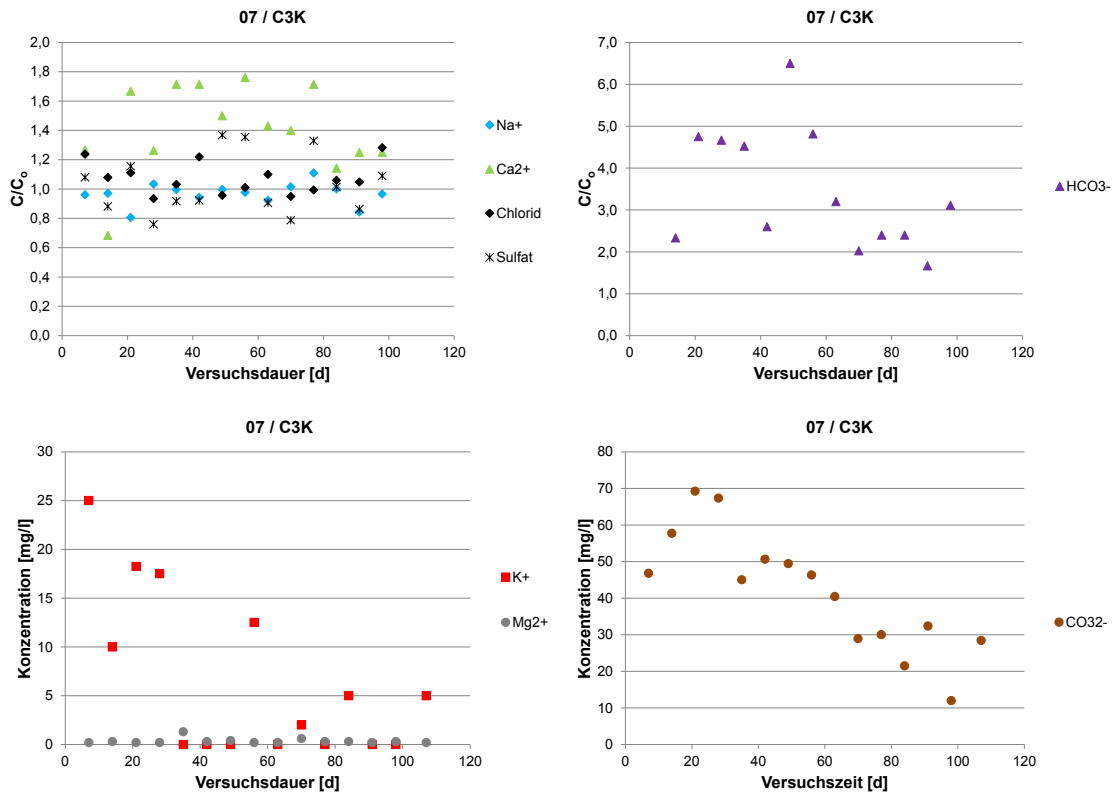 07 / C3K
2,0
1,8
1,6
1,4
1,2
1,0
0,8
0,6
0,4
0,2
0,0
C/Co
0 20 40 60 80 100 120
Versuchsdauer [d]
Na+
Ca2+
Chlorid
Sulfat
07 / C3K
7,0
6,0
5,0
4,0
3,0
2,0
1,0
0,0
C/Co
0 20 40 60 80 100 120
Versuchsdauer [d]
HCO3-
07 / C3K
30
25
20
15
10
5
0
Konzentration [mg/l]
0 20 40 60 80 100 120
Versuchsdauer [d]
K+
Mg2+
07 / C3K
80
70
60
50
40
30
20
10
0
Konzentration [mg/l]
0 20 40 60 80 100 120
Versuchszeit [d]
CO32-